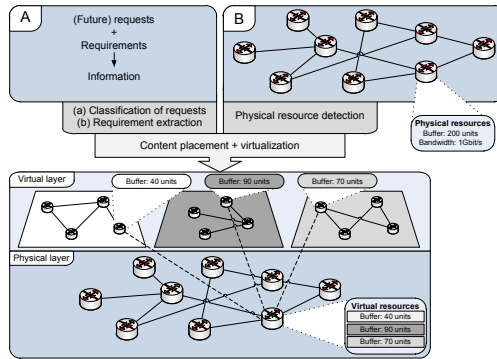 A
(Future) requests
+
Requirements
Information
B
Physical resources
Buffer: 200 units
Bandwidth: 1Gbit/s
(a) Classification of requests
(b) Requirement extraction
Physical resource detection
Content placement + virtualization
Virtual layer
Buffer: 40 units
Buffer: 90 units
Buffer: 70 units
Physical layer
Virtual resources
Buffer: 40 units
Buffer: 90 units
Buffer: 70 units